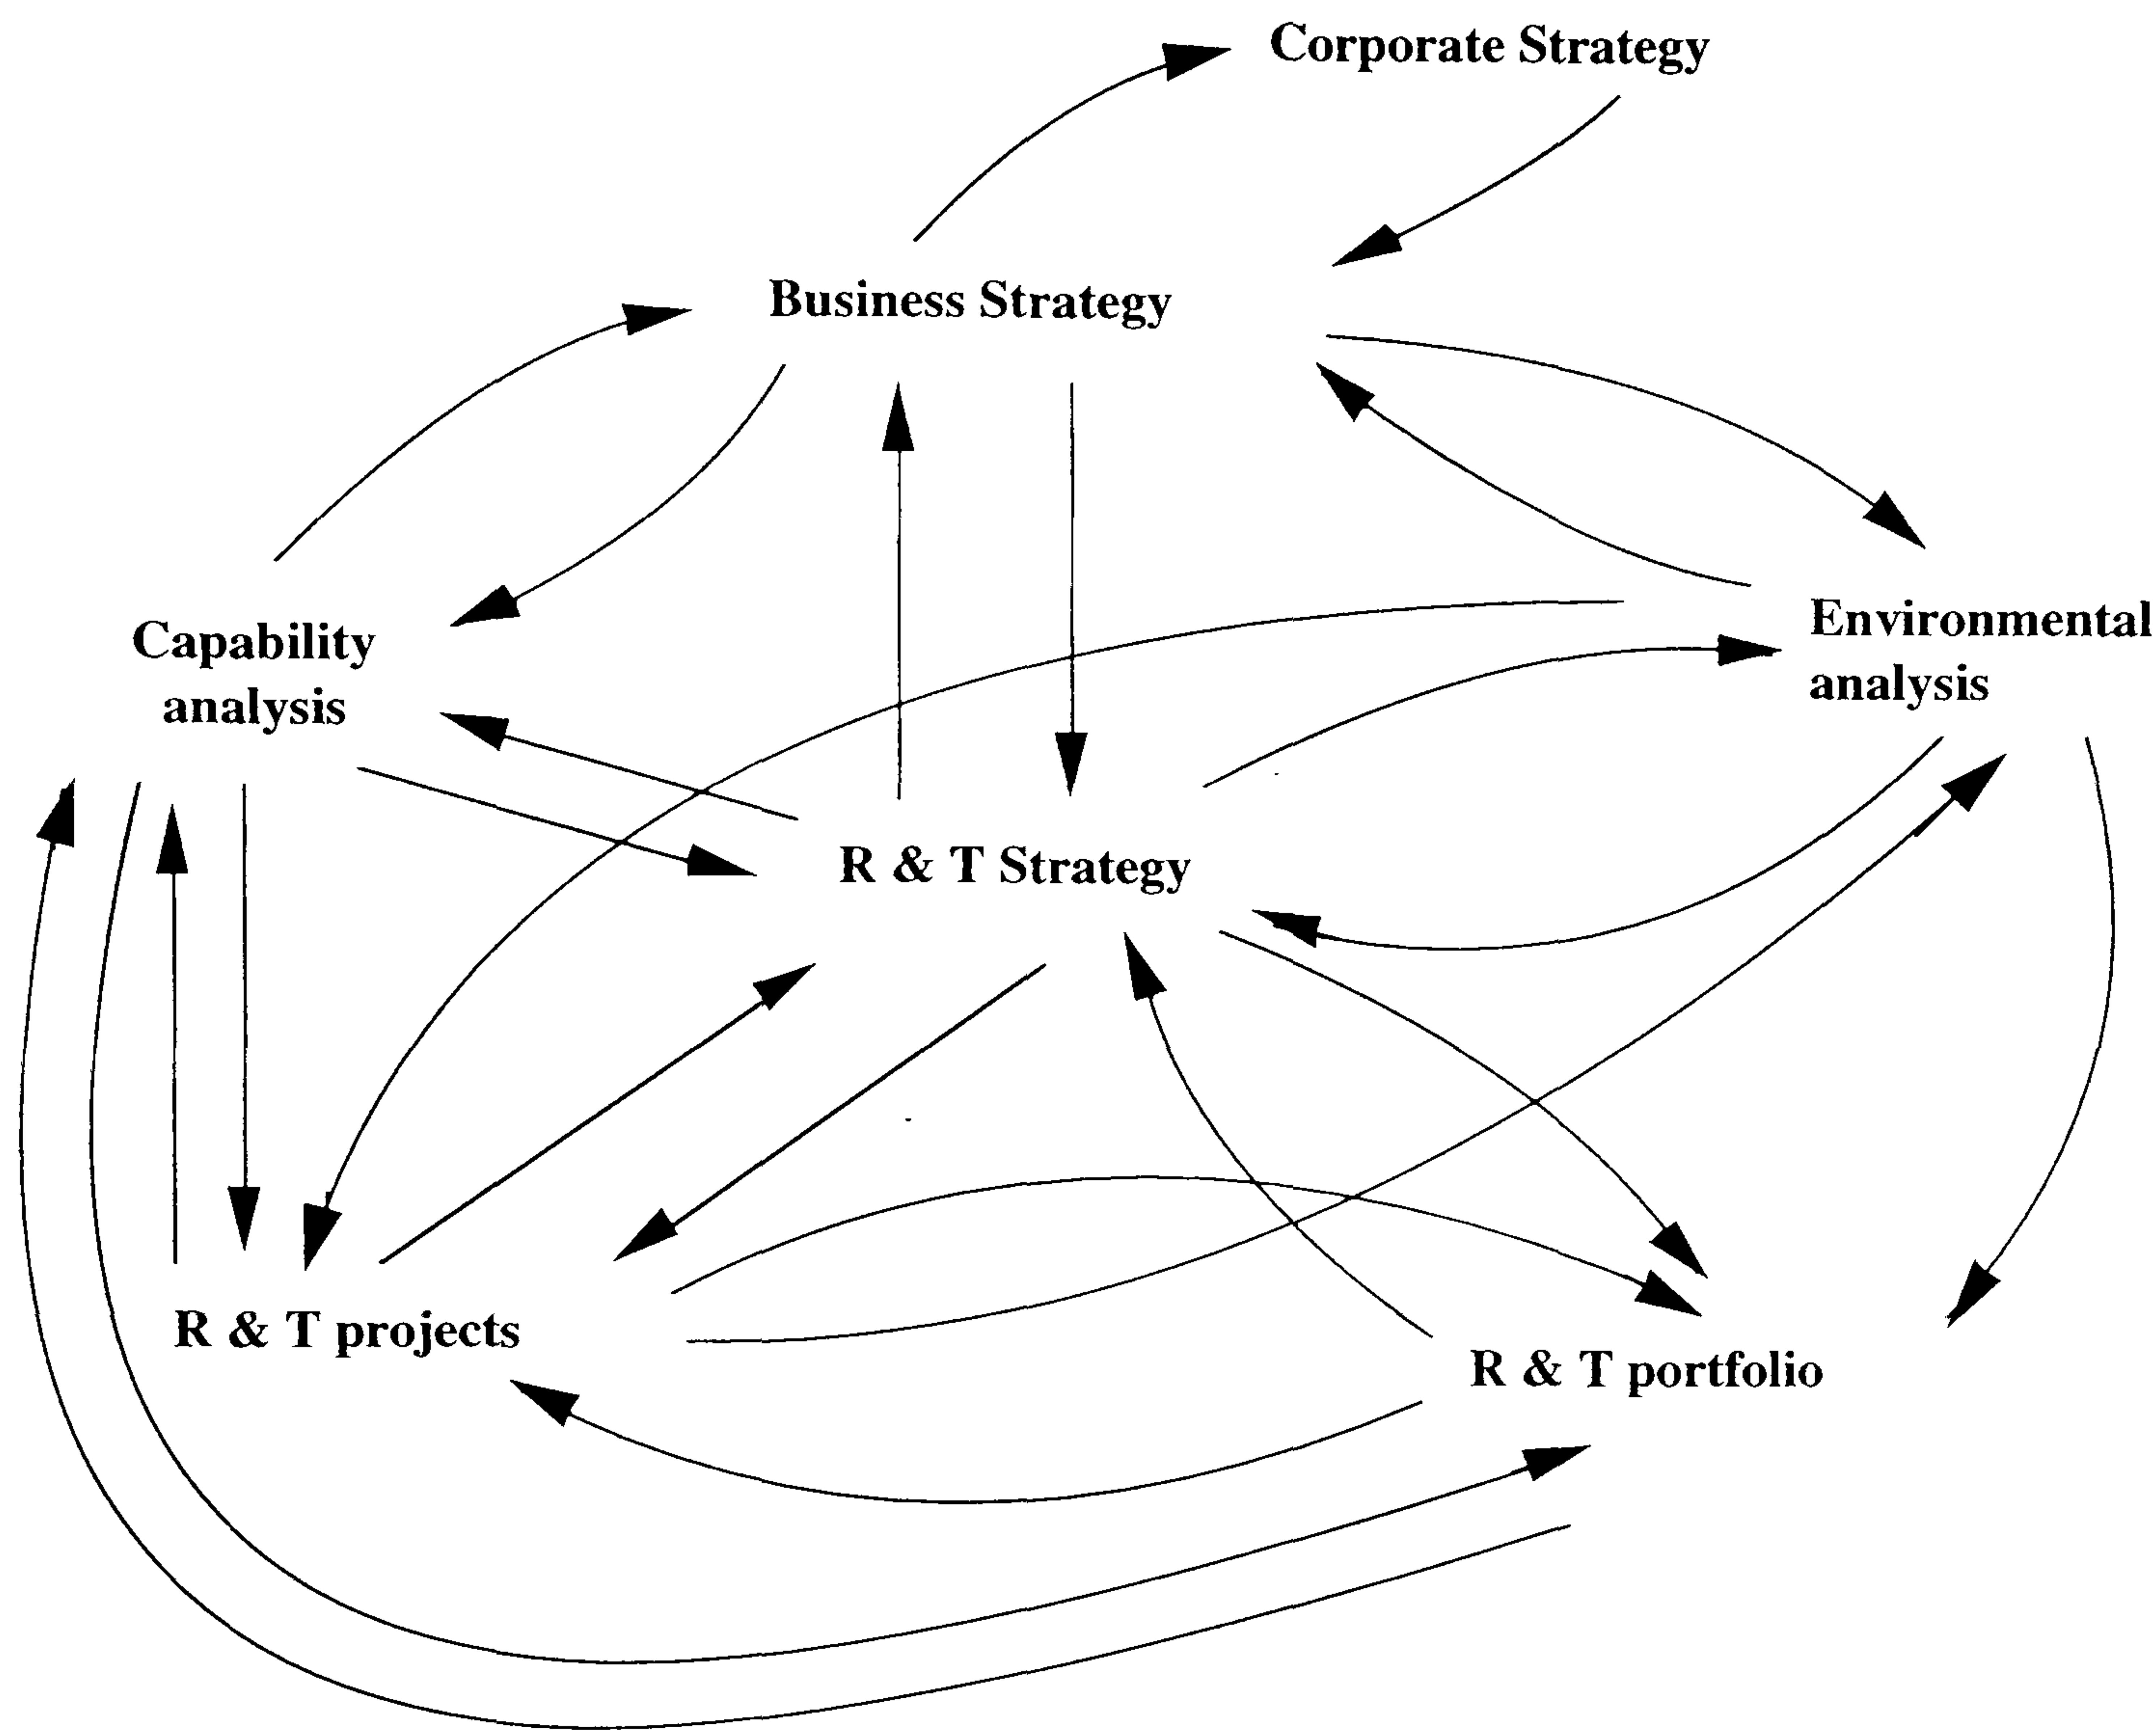 Corporate Strategy
Business Strategy
Capability
analysis
Environmental
analysis
R & T Strategy
R & T projects
R & T portfolio